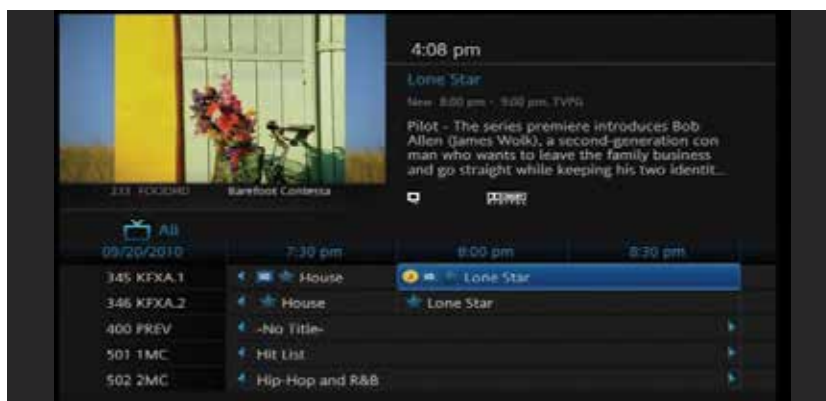 4:08 pm
Lone Star
New 8:00 pm - 9:00 pm, TVPG
Pilot - The series premiere introduces Bob
Allen (James Wolk), a second-generation con
man who wants to leave the family business
and go straight while keeping his two identit...
333 FOODHD Barefoot Contessa
All
09/20/2010 7:30 pm 8:00 pm 8:30 pm
345 KFXA.1 House Lone Star
346 KFXA.2 House Lone Star
400 PREV -No Title-
501 1MC Hit List
502 2MC Hip-Hop and R&B